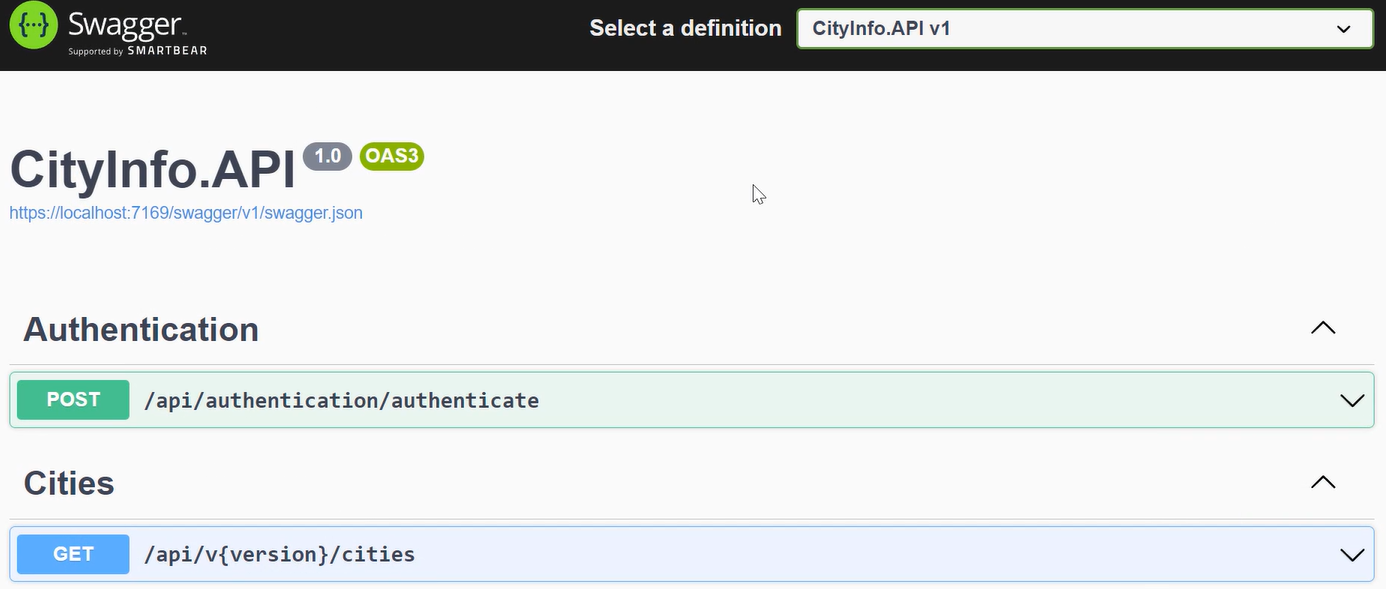 Swagger™
Supported by SMARTBEAR
Select a definition
CityInfo.API v1
CityInfo.API 1.0 OAS3
https://localhost:7169/swagger/v1/swagger.json
Authentication
POST /api/authentication/authenticate
Cities
GET /api/v{version}/cities